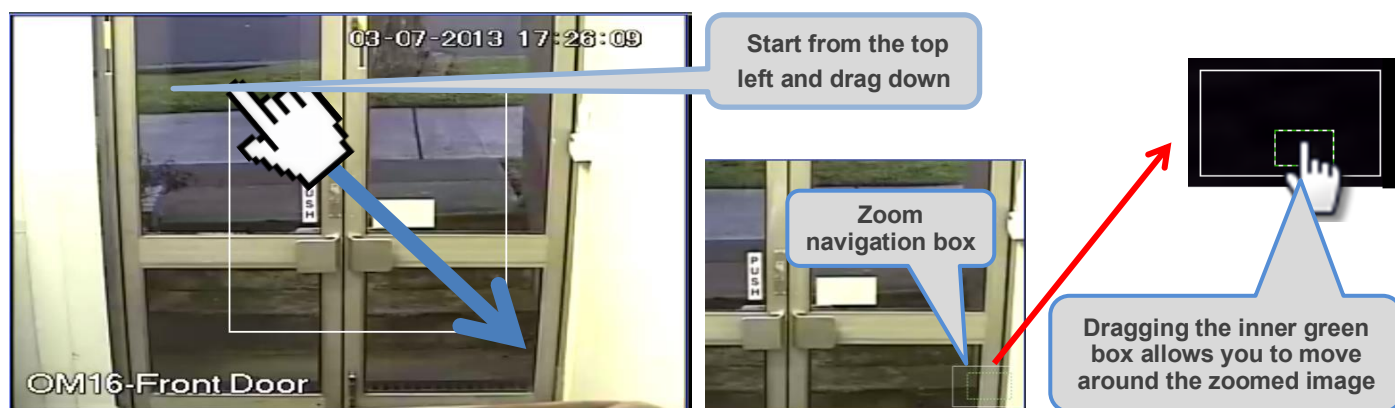 03-07-2013 17:26:09
Start from the top
left and drag down
PUSH
OM16-Front Door
Zoom
navigation box
PUSH
Dragging the inner green
box allows you to move
around the zoomed image